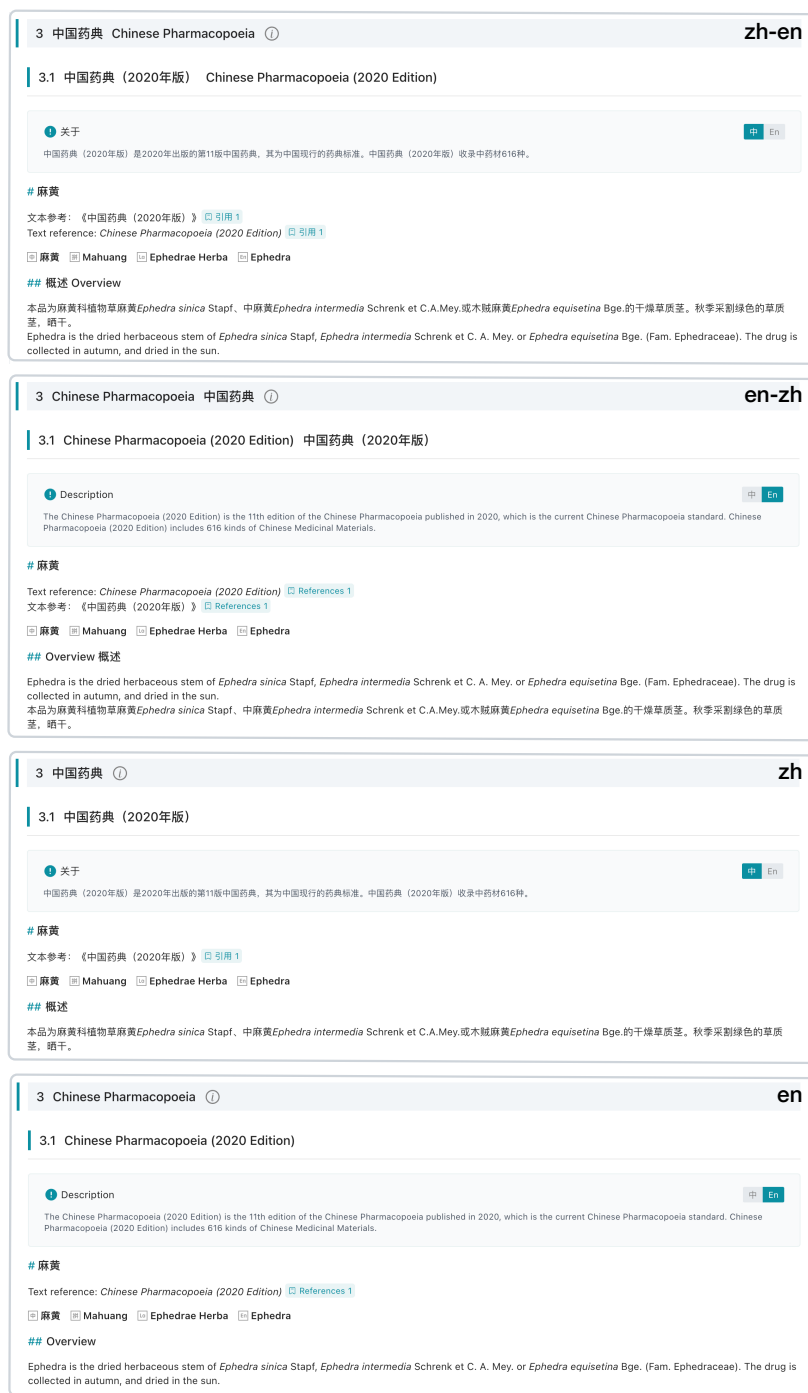 3 中国药典 Chinese Pharmacopoeia i
zh-en
3.1 中国药典（2020年版） Chinese Pharmacopoeia (2020 Edition)
! 关于
中 En
中国药典（2020年版）是2020年出版的第11版中国药典，其为中国现行的药典标准。中国药典（2020年版）收录中药材616种。
# 麻黄
文本参考：《中国药典（2020年版）》 引用 1
Text reference: Chinese Pharmacopoeia (2020 Edition) 引用 1
中 麻黄 拼 Mahuang La Ephedrae Herba En Ephedra
## 概述 Overview
本品为麻黄科植物草麻黄Ephedra sinica Stapf、中麻黄Ephedra intermedia Schrenk et C.A.Mey.或木贼麻黄Ephedra equisetina Bge.的干燥草质茎。秋季采割绿色的草质
茎，晒干。
Ephedra is the dried herbaceous stem of Ephedra sinica Stapf, Ephedra intermedia Schrenk et C. A. Mey. or Ephedra equisetina Bge. (Fam. Ephedraceae). The drug is
collected in autumn, and dried in the sun.
3 Chinese Pharmacopoeia 中国药典 i
en-zh
3.1 Chinese Pharmacopoeia (2020 Edition) 中国药典（2020年版）
! Description
中 En
The Chinese Pharmacopoeia (2020 Edition) is the 11th edition of the Chinese Pharmacopoeia published in 2020, which is the current Chinese Pharmacopoeia standard. Chinese
Pharmacopoeia (2020 Edition) includes 616 kinds of Chinese Medicinal Materials.
# 麻黄
Text reference: Chinese Pharmacopoeia (2020 Edition) References 1
文本参考：《中国药典（2020年版）》 References 1
中 麻黄 拼 Mahuang La Ephedrae Herba En Ephedra
## Overview 概述
Ephedra is the dried herbaceous stem of Ephedra sinica Stapf, Ephedra intermedia Schrenk et C. A. Mey. or Ephedra equisetina Bge. (Fam. Ephedraceae). The drug is
collected in autumn, and dried in the sun.
本品为麻黄科植物草麻黄Ephedra sinica Stapf、中麻黄Ephedra intermedia Schrenk et C.A.Mey.或木贼麻黄Ephedra equisetina Bge.的干燥草质茎。秋季采割绿色的草质
茎，晒干。
3 中国药典 i
zh
3.1 中国药典（2020年版）
! 关于
中 En
中国药典（2020年版）是2020年出版的第11版中国药典，其为中国现行的药典标准。中国药典（2020年版）收录中药材616种。
# 麻黄
文本参考：《中国药典（2020年版）》 引用 1
中 麻黄 拼 Mahuang La Ephedrae Herba En Ephedra
## 概述
本品为麻黄科植物草麻黄Ephedra sinica Stapf、中麻黄Ephedra intermedia Schrenk et C.A.Mey.或木贼麻黄Ephedra equisetina Bge.的干燥草质茎。秋季采割绿色的草质
茎，晒干。
3 Chinese Pharmacopoeia i
en
3.1 Chinese Pharmacopoeia (2020 Edition)
! Description
中 En
The Chinese Pharmacopoeia (2020 Edition) is the 11th edition of the Chinese Pharmacopoeia published in 2020, which is the current Chinese Pharmacopoeia standard. Chinese
Pharmacopoeia (2020 Edition) includes 616 kinds of Chinese Medicinal Materials.
# 麻黄
Text reference: Chinese Pharmacopoeia (2020 Edition) References 1
中 麻黄 拼 Mahuang La Ephedrae Herba En Ephedra
## Overview
Ephedra is the dried herbaceous stem of Ephedra sinica Stapf, Ephedra intermedia Schrenk et C. A. Mey. or Ephedra equisetina Bge. (Fam. Ephedraceae). The drug is
collected in autumn, and dried in the sun.